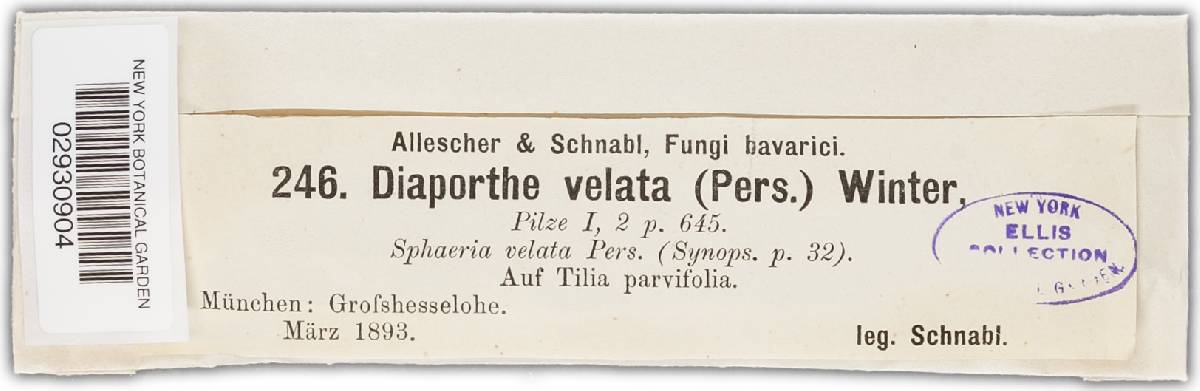 NEW YORK BOTANICAL GARDEN
02930904
Allescher & Schnabl, Fungi bavarici.
246. Diaporthe velata (Pers.) Winter,
Pilze I, 2 p. 645.
Sphaeria velata Pers. (Synops. p. 32).
Auf Tilia parvifolia.
München: Groſshesselohe.
März 1893.
leg. Schnabl.
NEW YORK
ELLIS
COLLECTION